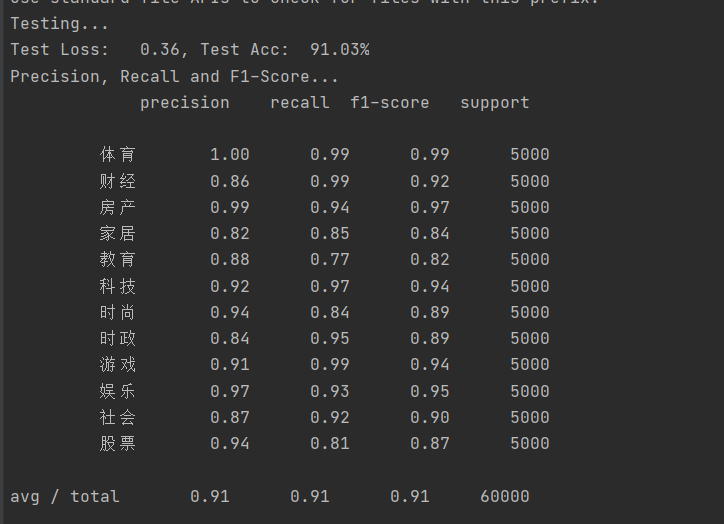 Use standard file APIs to check for files with this prefix.
Testing...
Test Loss:   0.36, Test Acc:  91.03%
Precision, Recall and F1-Score...
             precision    recall  f1-score   support

         体育       1.00      0.99      0.99      5000
         财经       0.86      0.99      0.92      5000
         房产       0.99      0.94      0.97      5000
         家居       0.82      0.85      0.84      5000
         教育       0.88      0.77      0.82      5000
         科技       0.92      0.97      0.94      5000
         时尚       0.94      0.84      0.89      5000
         时政       0.84      0.95      0.89      5000
         游戏       0.91      0.99      0.94      5000
         娱乐       0.97      0.93      0.95      5000
         社会       0.87      0.92      0.90      5000
         股票       0.94      0.81      0.87      5000

avg / total       0.91      0.91      0.91     60000